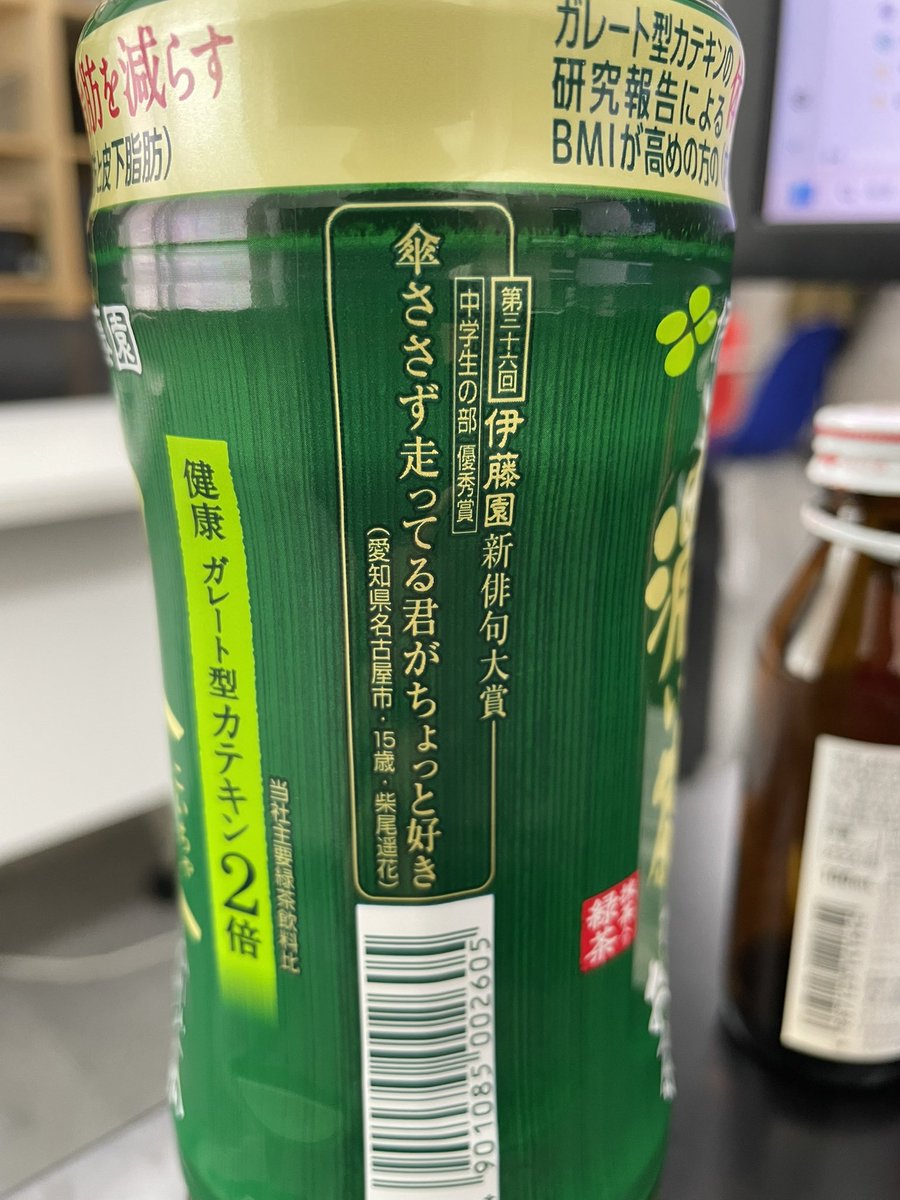 肪を減らす
と皮下脂肪)
ガレート型カテキンの
研究報告による
BMIが高めの方の
第三十六回 伊藤園 新俳句大賞
中学生の部 優秀賞
傘ささず走ってる君がちょっと好き
(愛知県名古屋市・15歳・柴尾遥花)
園
健康 ガレート型カテキン2倍
当社主要緑茶飲料比
緑茶
901085 002605